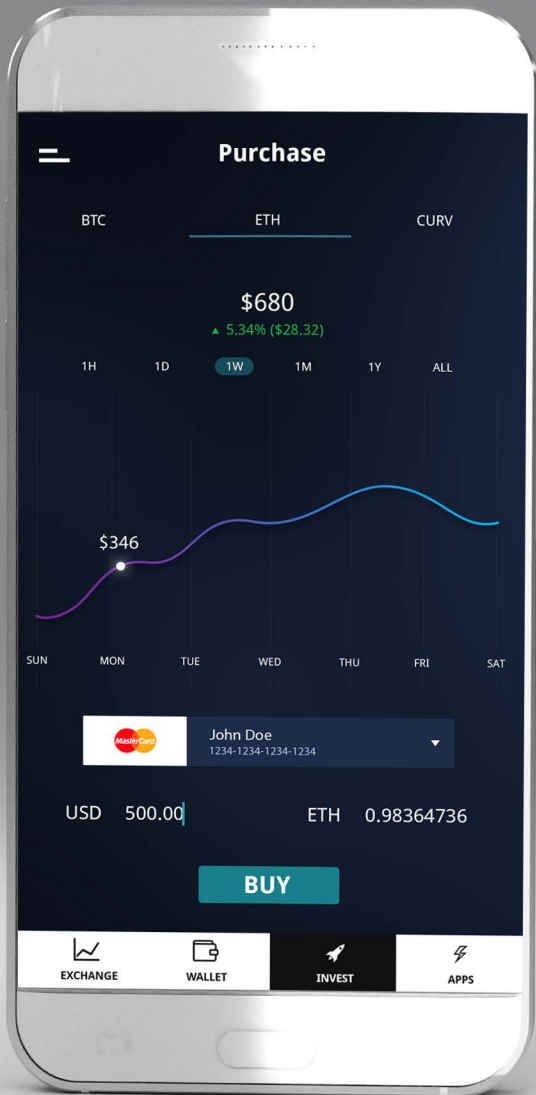 Purchase
BTC ETH CURV
$680
▲ 5.34% ($28.32)
1H 1D 1W 1M 1Y ALL
$346
SUN MON TUE WED THU FRI SAT
MasterCard John Doe
1234-1234-1234-1234
USD 500.00 ETH 0.98364736
BUY
EXCHANGE WALLET INVEST APPS